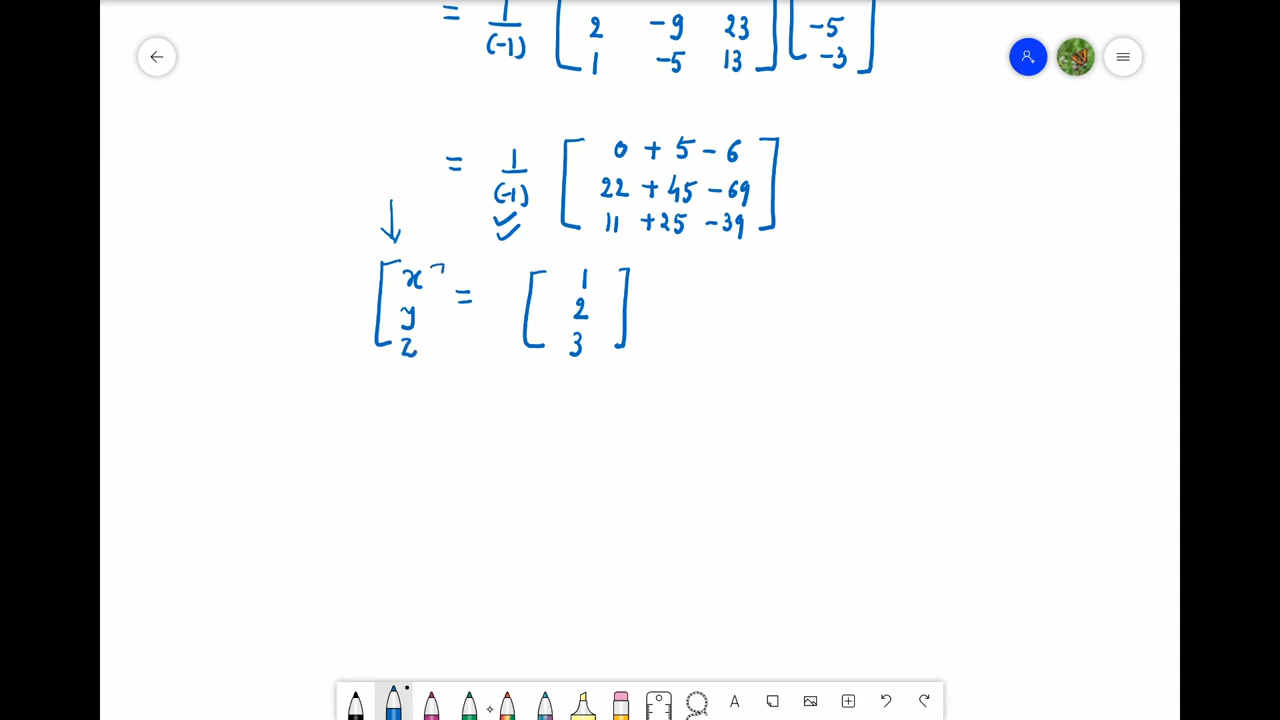 = 1/(-1) [2 -9 23] [-5]
[1 -5 13] [-3]
= 1/(-1) [0 + 5 - 6]
[22 + 45 - 69]
[11 + 25 - 39]
[x = [1]
y [2]
z [3]
A